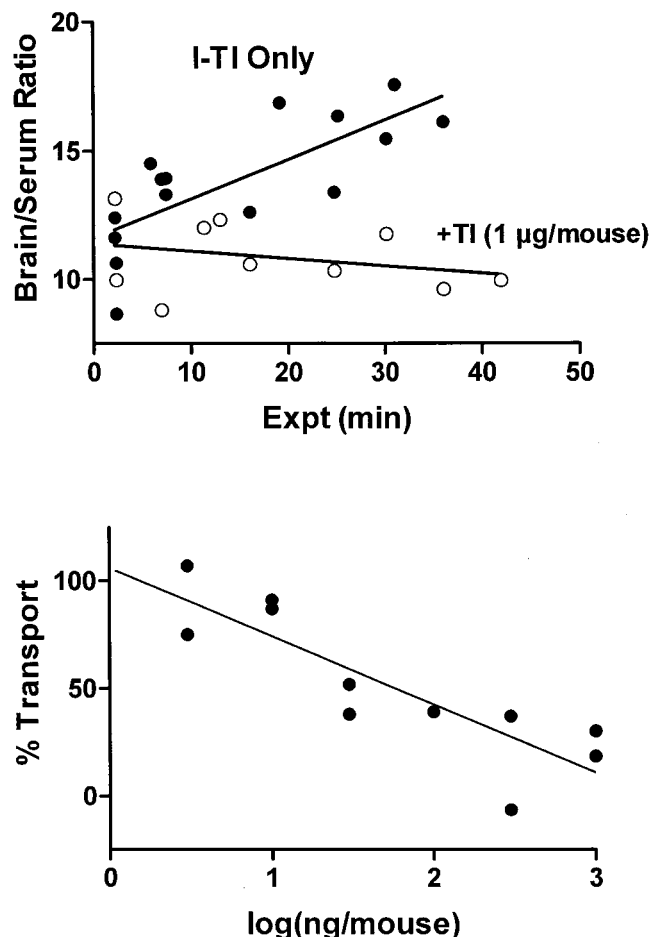 20
I-TI Only
15
+TI (1 µg/mouse)
10
Brain/Serum Ratio
0 10 20 30 40 50
Expt (min)
100
50
0
% Transport
0 1 2 3
log(ng/mouse)